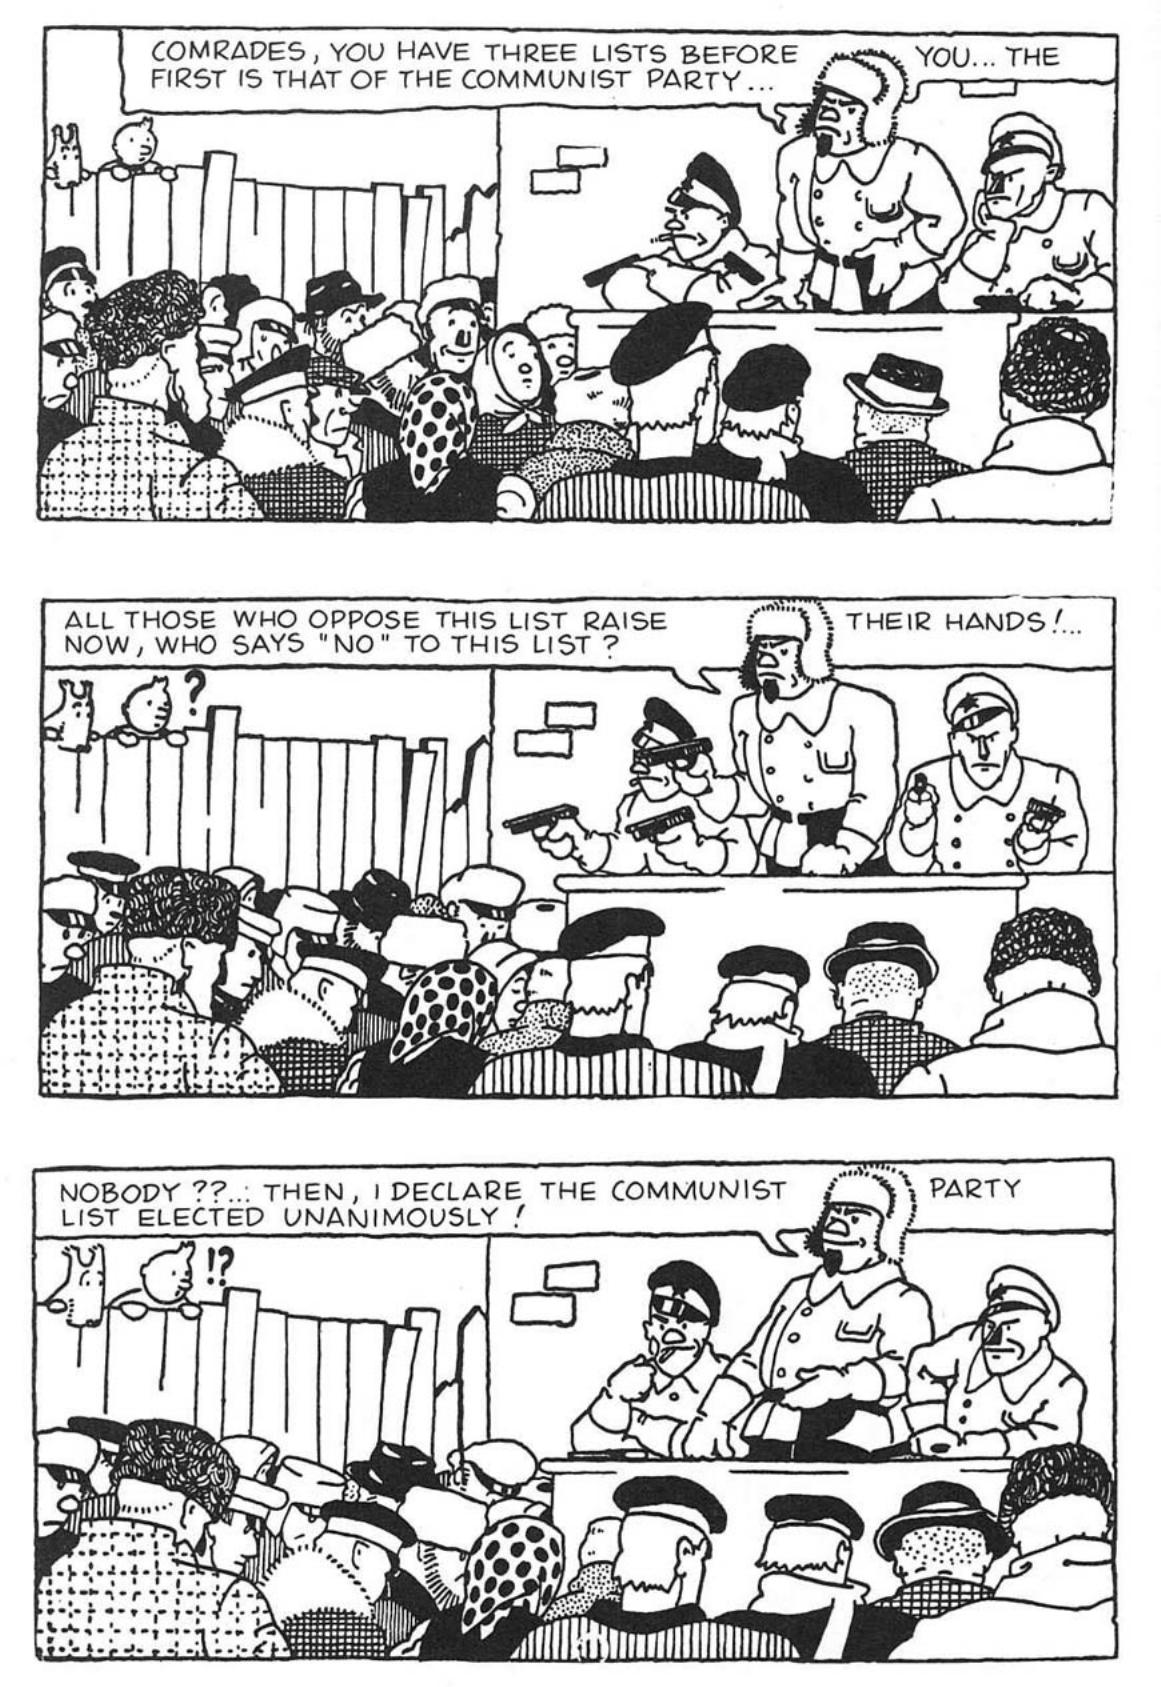 COMRADES, YOU HAVE THREE LISTS BEFORE YOU... THE
FIRST IS THAT OF THE COMMUNIST PARTY...
ALL THOSE WHO OPPOSE THIS LIST RAISE THEIR HANDS!...
NOW, WHO SAYS "NO" TO THIS LIST?
?
NOBODY ??... THEN, I DECLARE THE COMMUNIST PARTY
LIST ELECTED UNANIMOUSLY!
!?